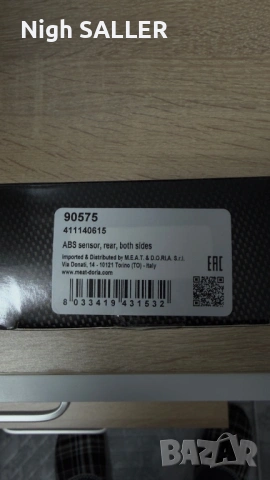 Nigh SALLER
90575
411140615
ABS sensor, rear, both sides
Imported & Distributed by M.E.A.T. & D.O.RI.A. S.r.l.
Via Donati, 14 - 10121 Torino (TO) - Italy
www.meat-doria.com
EAC
8 033419 431532
BAZAR